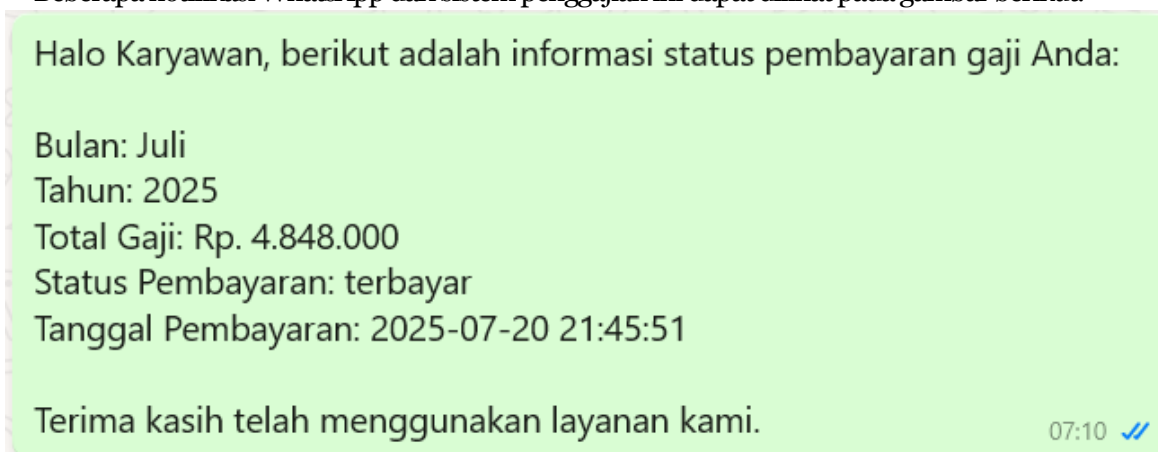 Halo Karyawan, berikut adalah informasi status pembayaran gaji Anda:
Bulan: Juli
Tahun: 2025
Total Gaji: Rp. 4.848.000
Status Pembayaran: terbayar
Tanggal Pembayaran: 2025-07-20 21:45:51
Terima kasih telah menggunakan layanan kami.
07:10